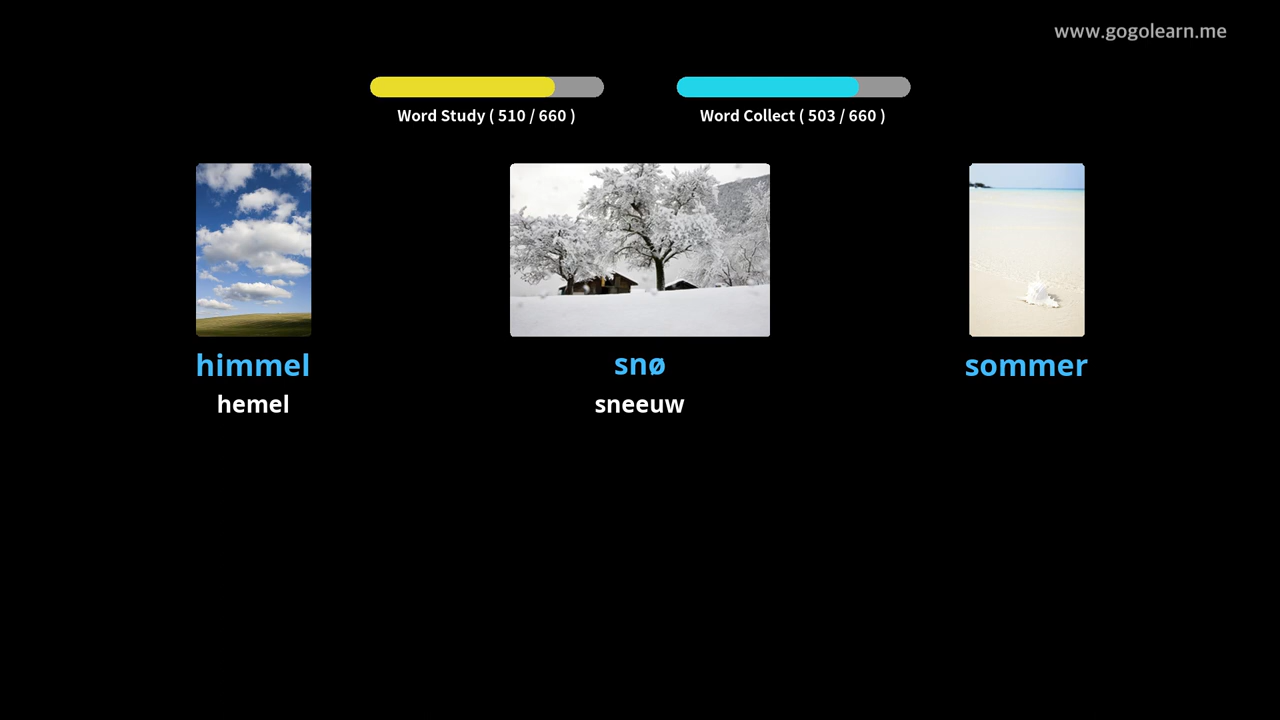 www.gogolearn.me
Word Study ( 510 / 660 )
Word Collect ( 503 / 660 )
himmel
hemel
snø
sneeuw
sommer